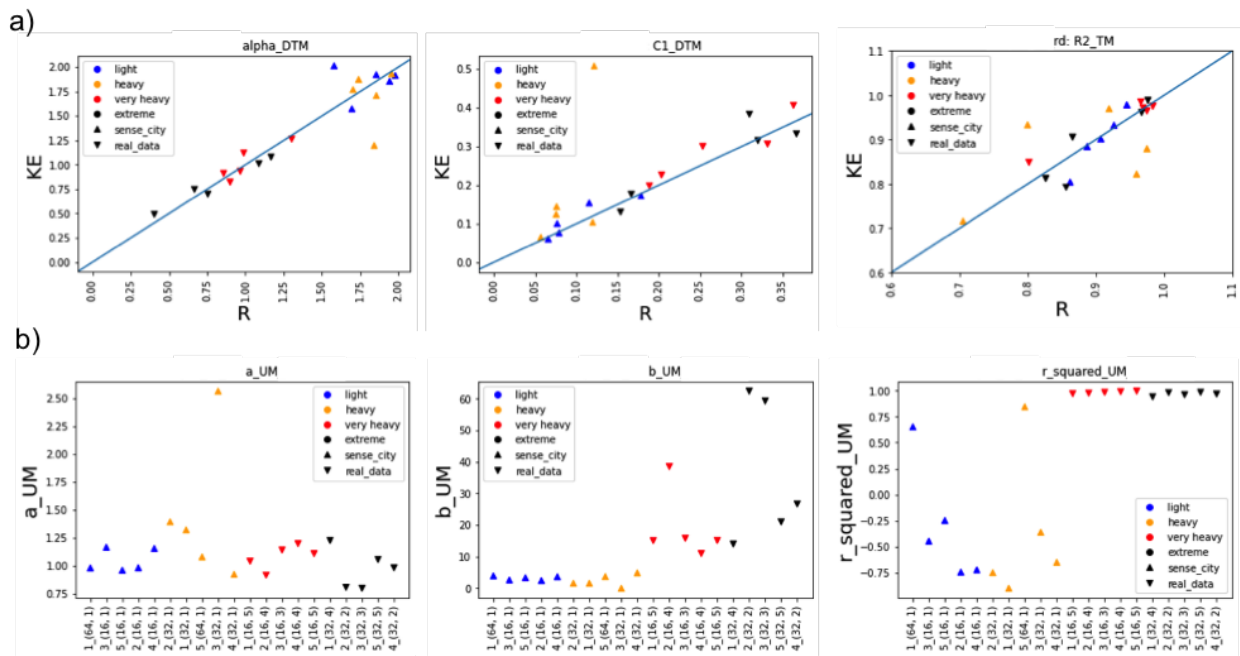 a)
alpha_DTM
C1_DTM
rd: R2_TM
KE
2.00
1.75
1.50
1.25
1.00
0.75
0.50
0.25
0.00
light
heavy
very heavy
extreme
sense_city
real_data
0.00
0.25
0.50
0.75
1.00
1.25
1.50
1.75
2.00
R
KE
0.5
0.4
0.3
0.2
0.1
0.0
light
heavy
very heavy
extreme
sense_city
real_data
0.00
0.05
0.10
0.15
0.20
0.25
0.30
0.35
R
KE
1.1
1.0
0.9
0.8
0.7
0.6
light
heavy
very heavy
extreme
sense_city
real_data
0.6
0.7
0.8
0.9
1.0
1.1
R
b)
a_UM
b_UM
r_squared_UM
a_UM
2.50
2.25
2.00
1.75
1.50
1.25
1.00
0.75
light
heavy
very heavy
extreme
sense_city
real_data
1_(64, 1)
3_(16, 1)
5_(16, 1)
2_(16, 1)
4_(16, 1)
2_(32, 1)
1_(32, 1)
5_(64, 1)
3_(32, 1)
4_(32, 1)
1_(16, 5)
2_(16, 4)
3_(16, 3)
4_(16, 4)
5_(16, 5)
1_(32, 4)
2_(32, 2)
3_(32, 3)
5_(32, 5)
4_(32, 2)
b_UM
60
50
40
30
20
10
0
light
heavy
very heavy
extreme
sense_city
real_data
1_(64, 1)
3_(16, 1)
5_(16, 1)
2_(16, 1)
4_(16, 1)
2_(32, 1)
1_(32, 1)
5_(64, 1)
3_(32, 1)
4_(32, 1)
1_(16, 5)
2_(16, 4)
3_(16, 3)
4_(16, 4)
5_(16, 5)
1_(32, 4)
2_(32, 2)
3_(32, 3)
5_(32, 5)
4_(32, 2)
r_squared_UM
1.00
0.75
0.50
0.25
0.00
-0.25
-0.50
-0.75
light
heavy
very heavy
extreme
sense_city
real_data
1_(64, 1)
3_(16, 1)
5_(16, 1)
2_(16, 1)
4_(16, 1)
2_(32, 1)
1_(32, 1)
5_(64, 1)
3_(32, 1)
4_(32, 1)
1_(16, 5)
2_(16, 4)
3_(16, 3)
4_(16, 4)
5_(16, 5)
1_(32, 4)
2_(32, 2)
3_(32, 3)
5_(32, 5)
4_(32, 2)